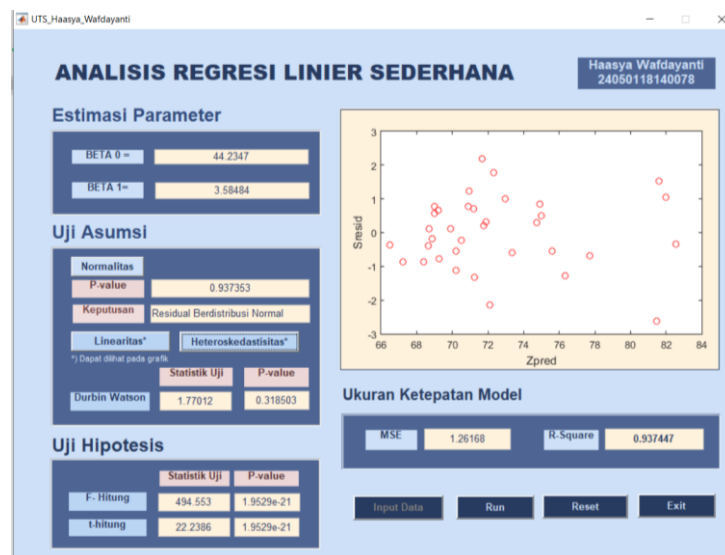 UTS_Haasya_Wafdayanti
ANALISIS REGRESI LINIER SEDERHANA
Haasya Wafdayanti
24050118140078
Estimasi Parameter
BETA 0 = 44.2347
BETA 1= 3.58484
Uji Asumsi
Normalitas
P-value 0.937353
Keputusan Residual Berdistribusi Normal
Linearitas* Heteroskedastisitas*
*) Dapat dilihat pada grafik
Statistik Uji P-value
Durbin Watson 1.77012 0.318503
Uji Hipotesis
Statistik Uji P-value
F- Hitung 494.553 1.9529e-21
t-hitung 22.2386 1.9529e-21
3
2
1
0
-1
-2
-3
Sresid
66 68 70 72 74 76 78 80 82 84
Zpred
Ukuran Ketepatan Model
MSE 1.26168 R-Square 0.937447
Input Data Run Reset Exit